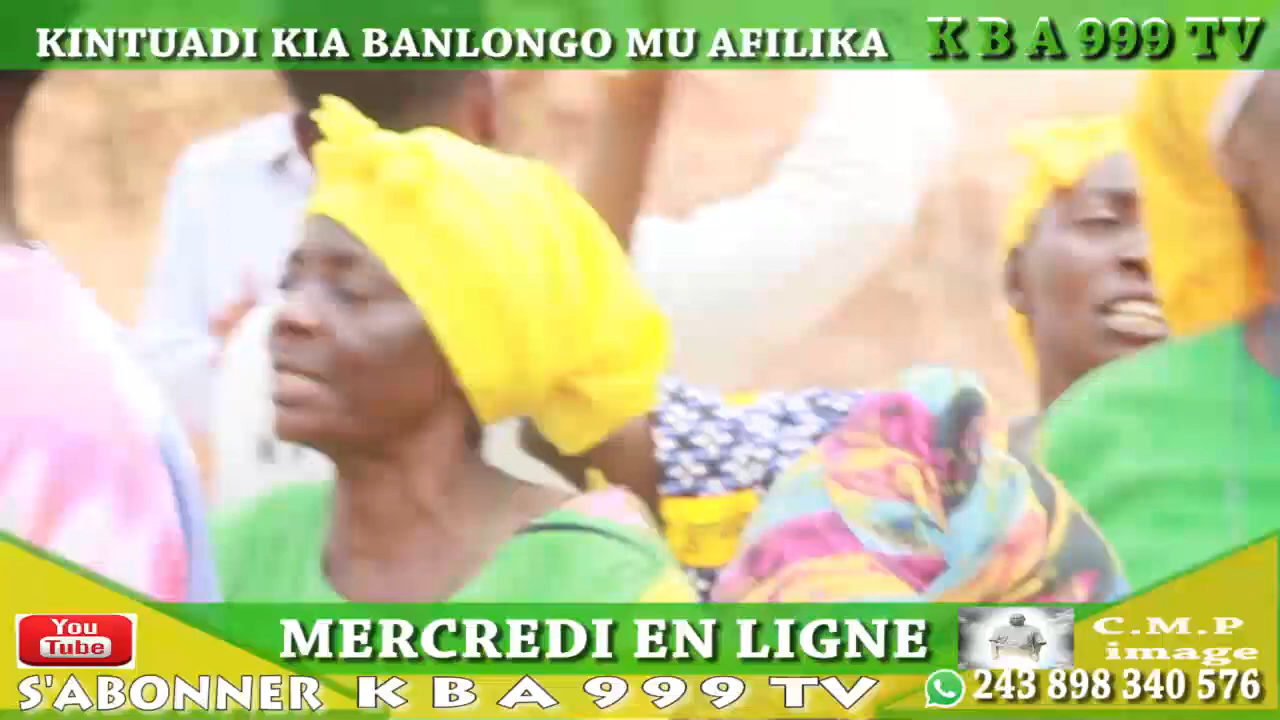 KINTUADI KIA BANLONGO MU AFILIKA
K B A 999 TV
You
Tube
MERCREDI EN LIGNE
C.M.P
image
S'ABONNER K B A 999 TV
243 898 340 576